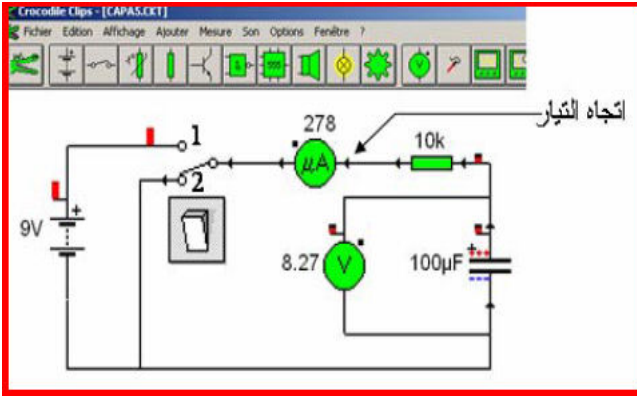 Crocodile Clips - [CAPA5.CKT]
Fichier Edition Affichage Ajouter Mesure Son Options Fenêtre ?
& 555 V
اتجاه التيار
1
278
10k
µA
2
9V
+
8.27 V
100µF
+